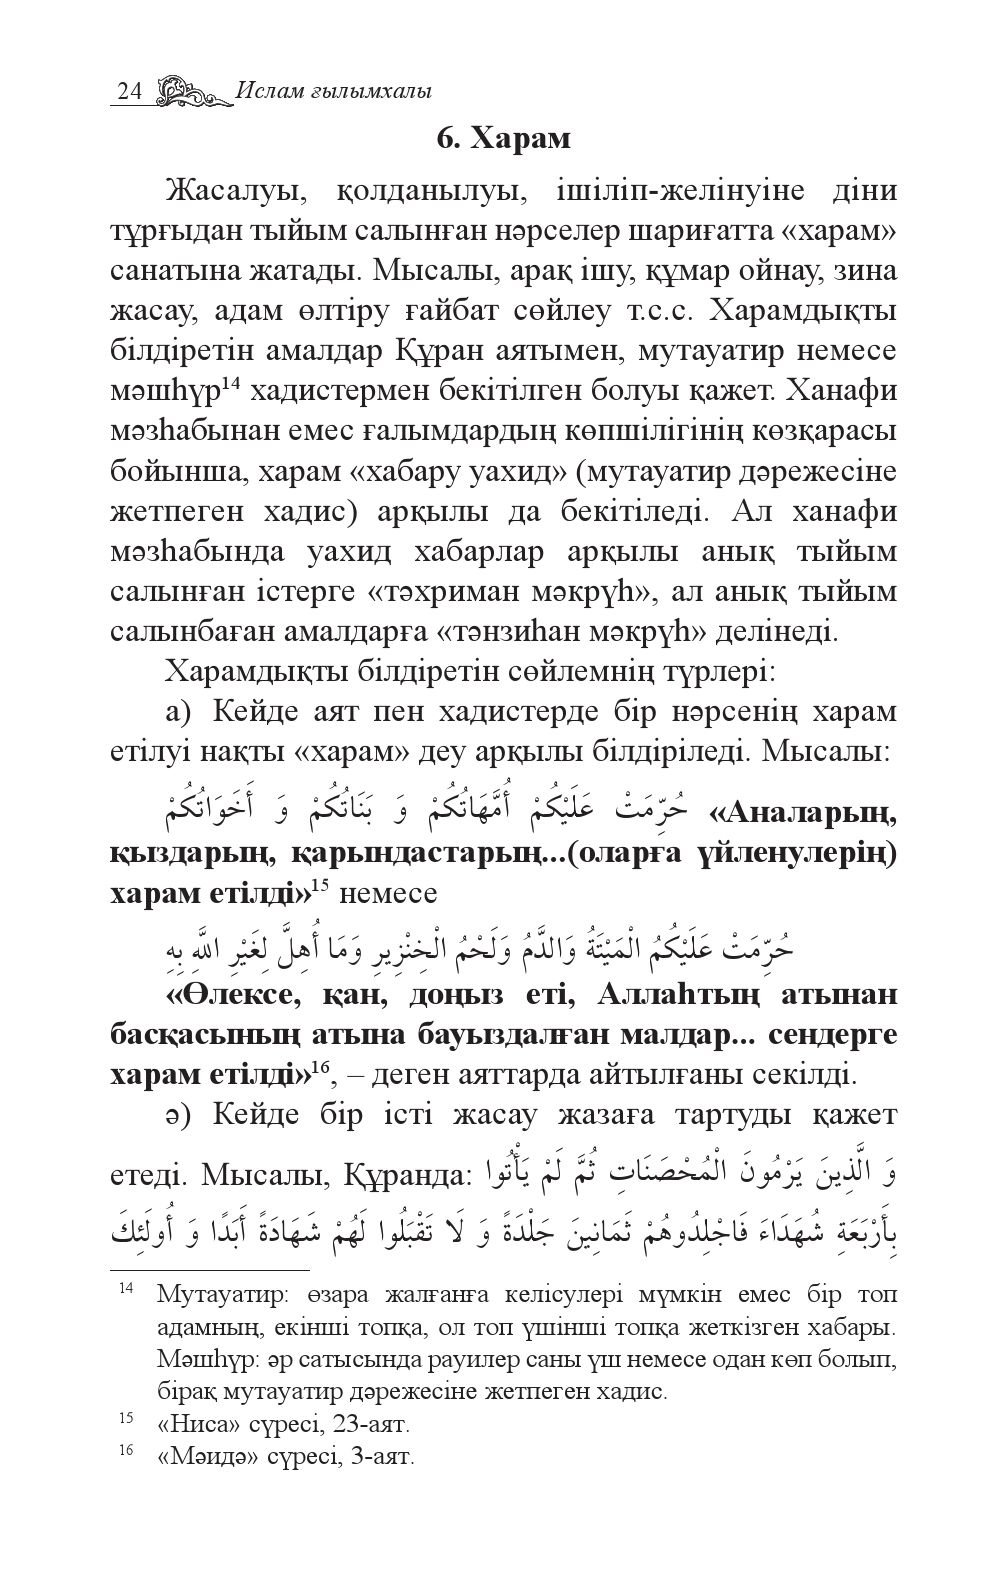 24 Ислам ғылымхалы
6. Харам
Жасалуы, қолданылуы, ішіліп-желінуіне діни
тұрғыдан тыйым салынған нәрселер шариғатта «харам»
санатына жатады. Мысалы, арақ ішу, құмар ойнау, зина
жасау, адам өлтіру ғайбат сөйлеу т.с.с. Харамдықты
білдіретін амалдар Құран аятымен, мутауатир немесе
мәшһүр¹⁴ хадистермен бекітілген болуы қажет. Ханафи
мәзһабынан емес ғалымдардың көпшілігінің көзқарасы
бойынша, харам «хабару уахид» (мутауатир дәрежесіне
жетпеген хадис) арқылы да бекітіледі. Ал ханафи
мәзһабында уахид хабарлар арқылы анық тыйым
салынған істерге «тәхриман мәкрүһ», ал анық тыйым
салынбаған амалдарға «тәнзиһан мәкрүһ» делінеді.
Харамдықты білдіретін сөйлемнің түрлері:
а) Кейде аят пен хадистерде бір нәрсенің харам
етілуі нақты «харам» деу арқылы білдіріледі. Мысалы:
حُرِّمَتْ عَلَيْكُمْ أُمَّهَاتُكُمْ وَ بَنَاتُكُمْ وَ أَخَوَاتُكُمْ «Аналарың,
қыздарың, қарындастарың...(оларға үйленулерің)
харам етілді»¹⁵ немесе
حُرِّمَتْ عَلَيْكُمُ الْمَيْتَةُ وَالدَّمُ وَلَحْمُ الْخِنْزِيرِ وَمَا أُهِلَّ لِغَيْرِ اللَّهِ بِهِ
«Өлексе, қан, доңыз еті, Аллаһтың атынан
басқасының атына бауыздалған малдар... сендерге
харам етілді»¹⁶, – деген аяттарда айтылғаны секілді.
ә) Кейде бір істі жасау жазаға тартуды қажет
етеді. Мысалы, Құранда: وَ الَّذِينَ يَرْمُونَ الْمُحْصَنَاتِ ثُمَّ لَمْ يَأْتُوا
بِأَرْبَعَةِ شُهَدَاءَ فَاجْلِدُوهُمْ ثَمَانِينَ جَلْدَةً وَ لَا تَقْبَلُوا لَهُمْ شَهَادَةً أَبَدًا وَ أُولَئِكَ
14 Мутауатир: өзара жалғанға келісулері мүмкін емес бір топ
адамның, екінші топқа, ол топ үшінші топқа жеткізген хабары.
Мәшһүр: әр сатысында рауилер саны үш немесе одан көп болып,
бірақ мутауатир дәрежесіне жетпеген хадис.
15 «Ниса» сүресі, 23-аят.
16 «Мәидә» сүресі, 3-аят.